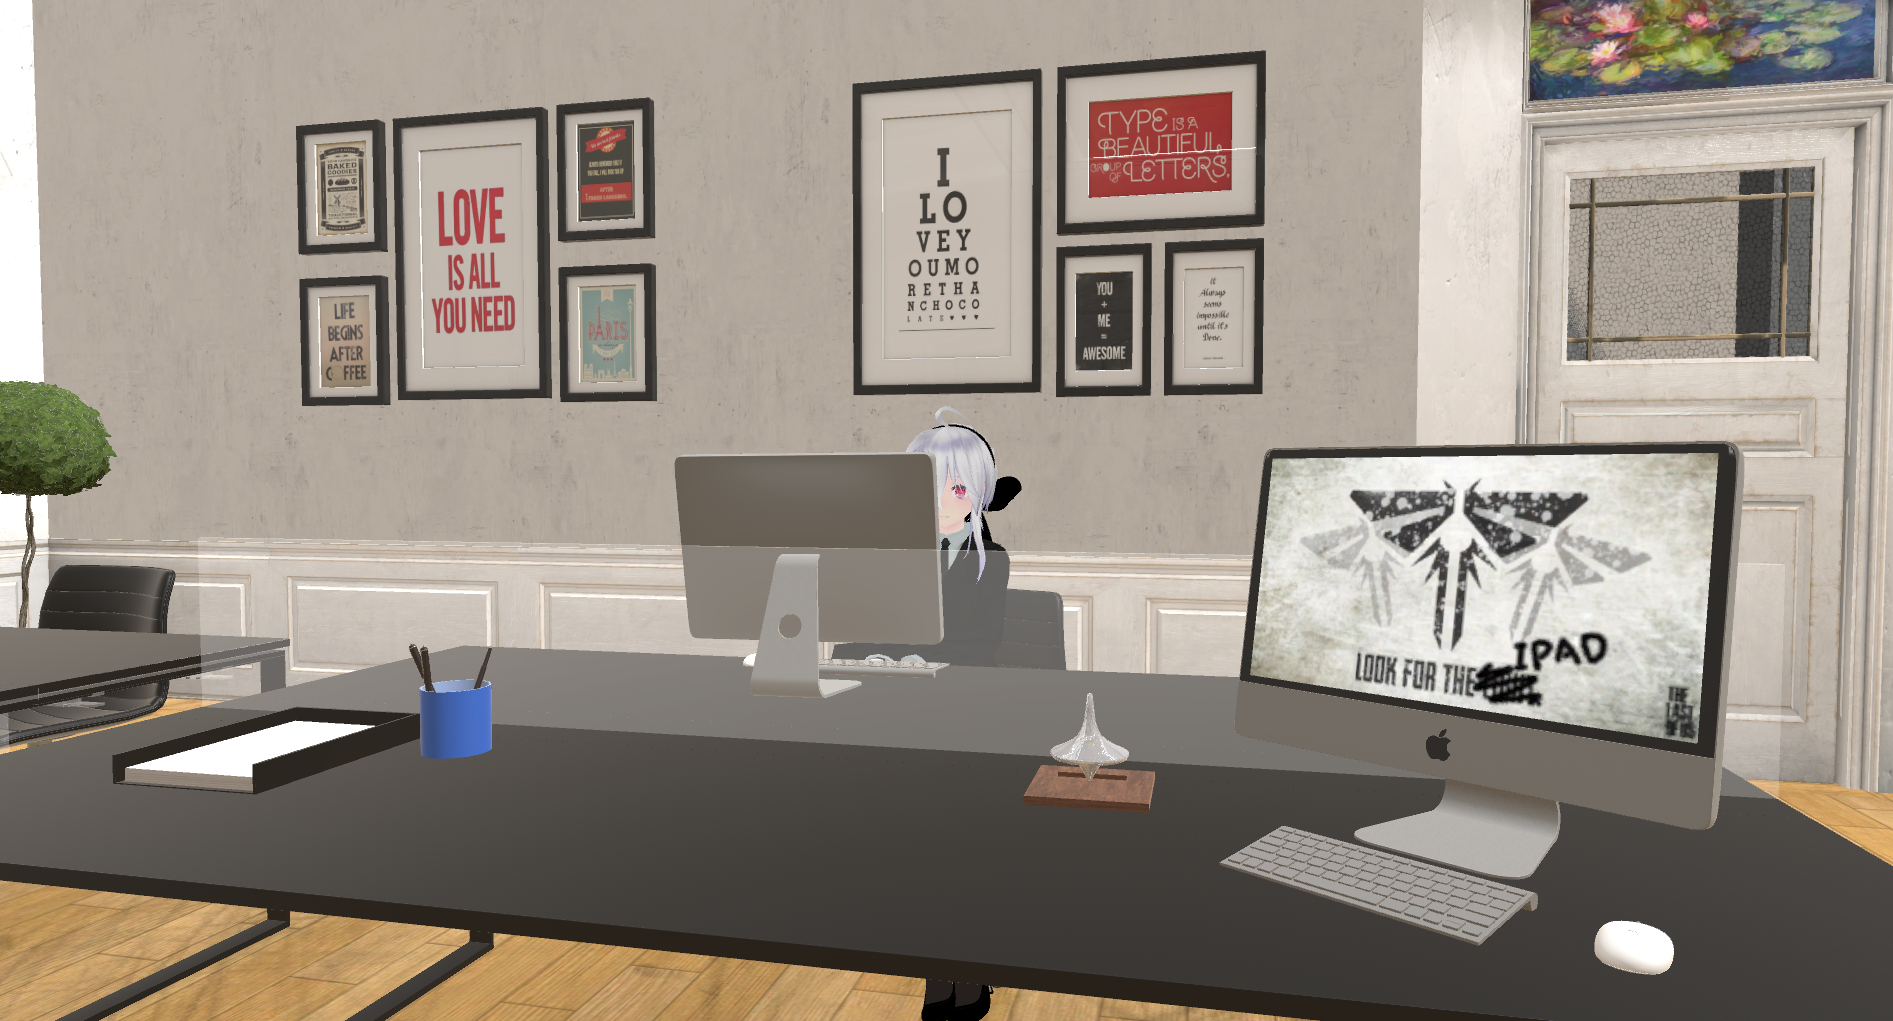 BAKED
GOODIES
LIFE
BEGINS
AFTER
COFFEE
LOVE
IS ALL
YOU NEED
PARIS
I
LO
VEY
OUMO
RETHA
NCHOCO
LATE♥♥♥
TYPE IS A
BEAUTIFUL
GROUP OF LETTERS.
YOU
+
ME
=
AWESOME
it
Always
seems
impossible
until it's
Done.
LOOK FOR THE IPAD
THE
LAST
OF US